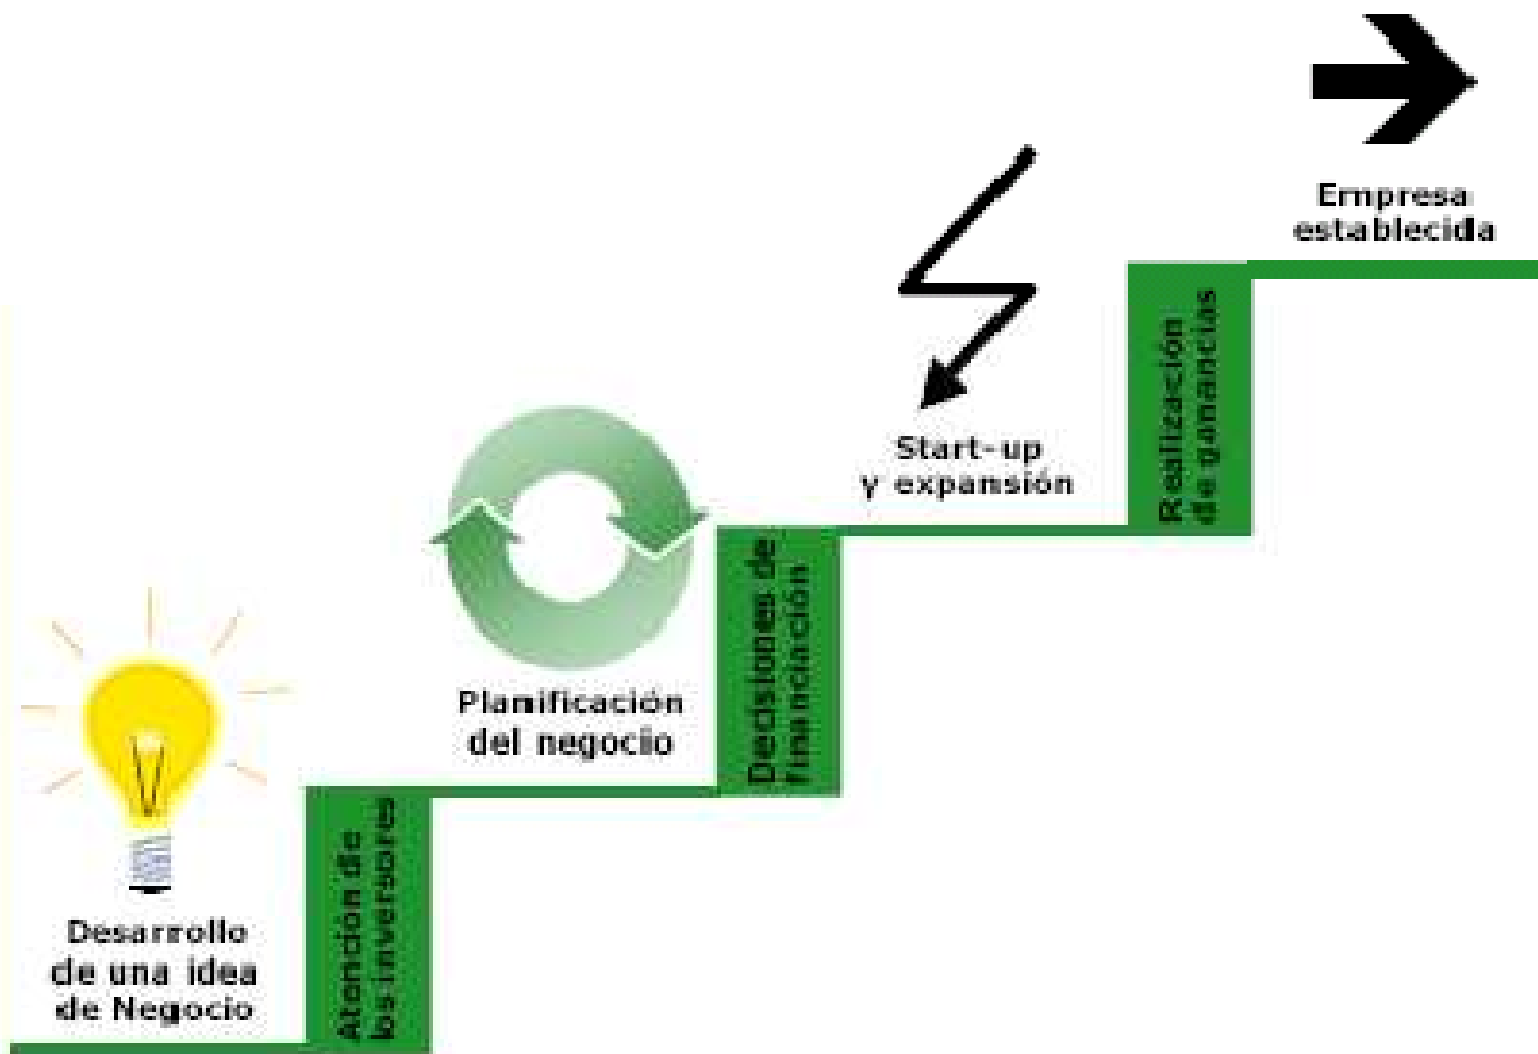 Desarrollo
de una idea
de Negocio
Atención de
los inversores
Planificación
del negocio
Decisiones de
financiación
Start-up
y expansión
Realización
de ganancias
Empresa
establecida